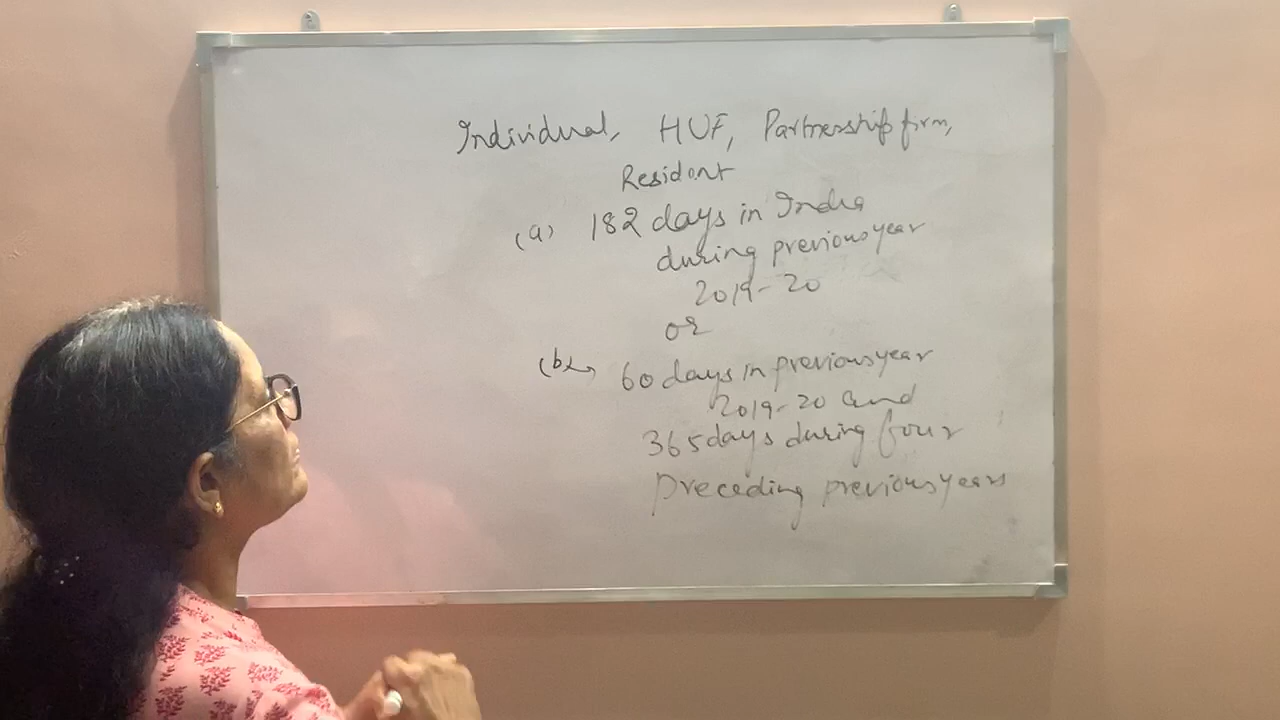 Individual, HUF, Partnership firm,
Resident
(a) 182 days in India
during previous year
2019-20
or
(b) 60 days in previous year
2019-20 and
365 days during four
preceding previous years